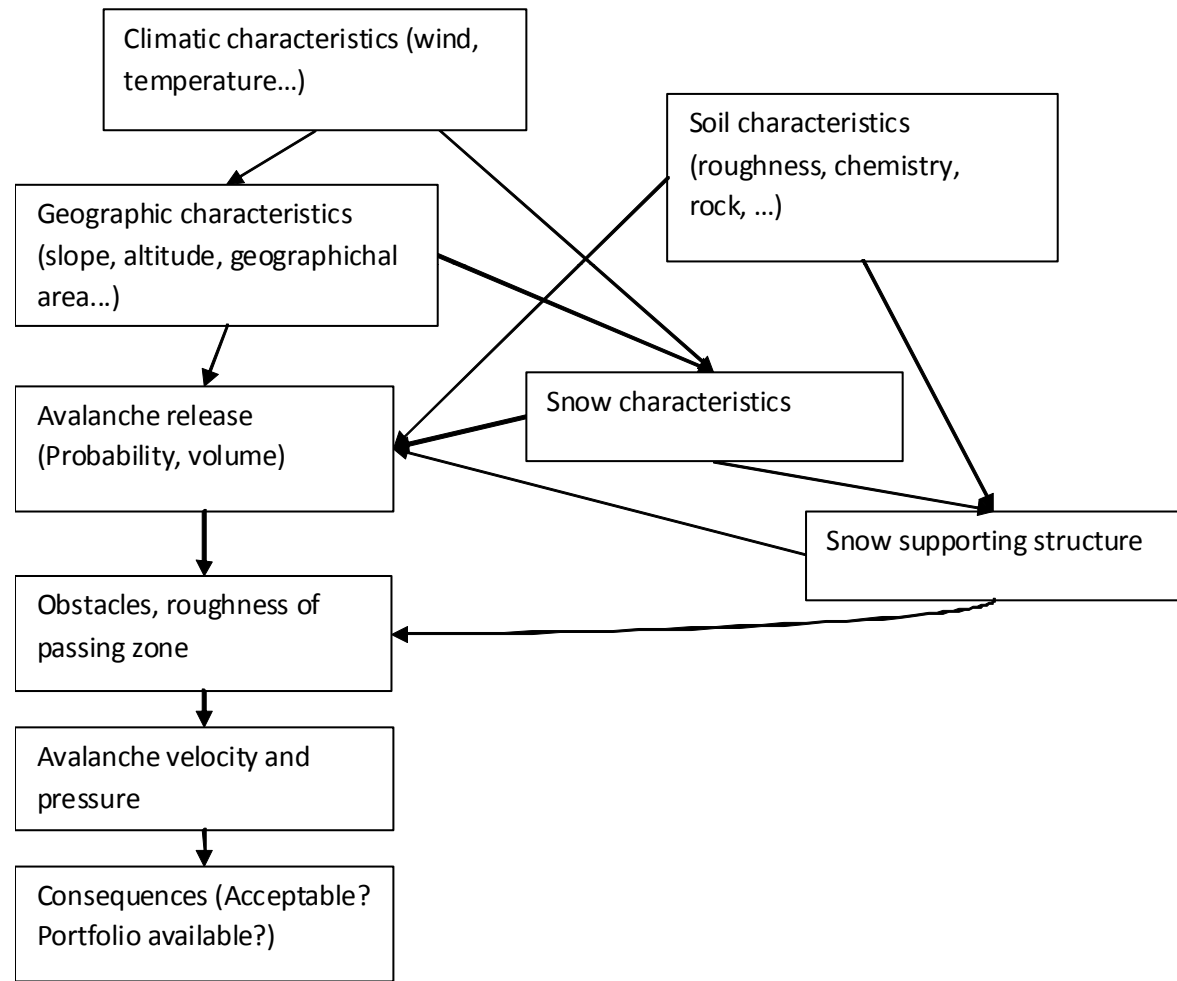 Climatic characteristics (wind,
temperature…)
Soil characteristics
(roughness, chemistry,
rock, …)
Geographic characteristics
(slope, altitude, geographichal
area…)
Snow characteristics
Avalanche release
(Probability, volume)
Snow supporting structure
Obstacles, roughness of
passing zone
Avalanche velocity and
pressure
Consequences (Acceptable?
Portfolio available?)